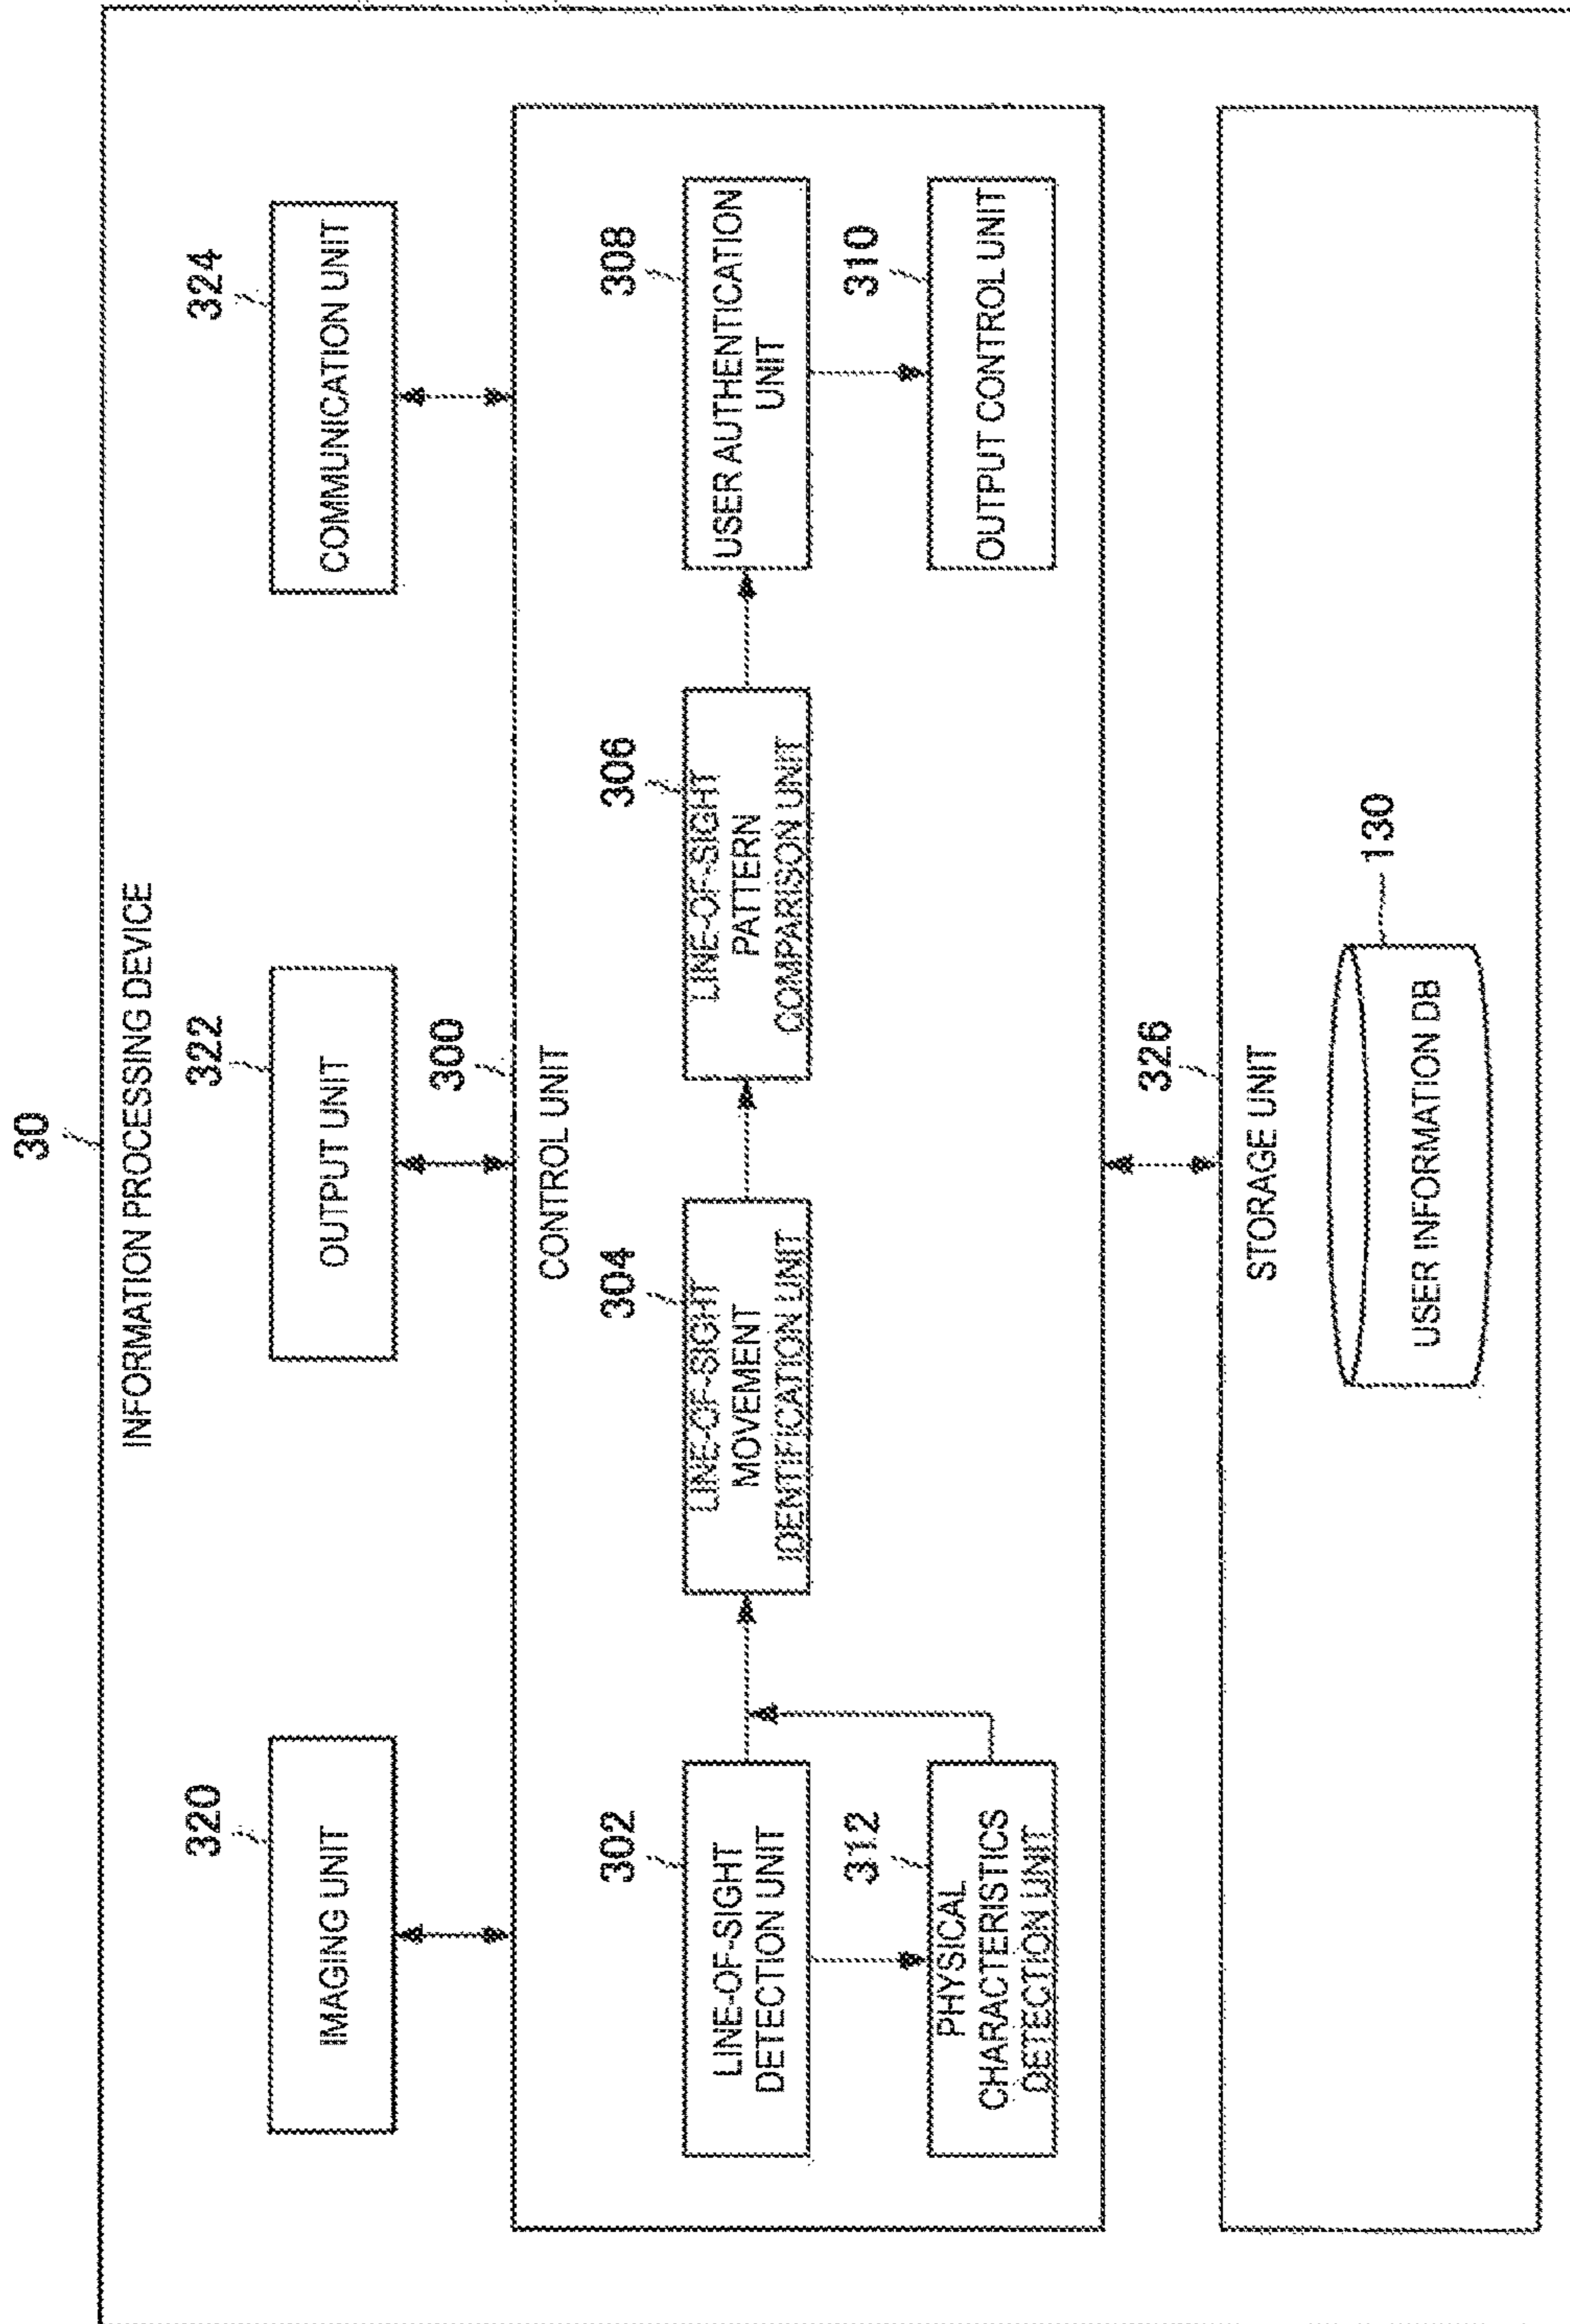 30
INFORMATION PROCESSING DEVICE
320
322
324
IMAGING UNIT
OUTPUT UNIT
COMMUNICATION UNIT
300
CONTROL UNIT
302
304
306
308
LINE-OF-SIGHT
DETECTION UNIT
LINE-OF-SIGHT
MOVEMENT
IDENTIFICATION UNIT
LINE-OF-SIGHT
PATTERN
COMPARISON UNIT
USER AUTHENTICATION
UNIT
312
310
PHYSICAL
CHARACTERISTICS
DETECTION UNIT
OUTPUT CONTROL UNIT
326
STORAGE UNIT
130
USER INFORMATION DB